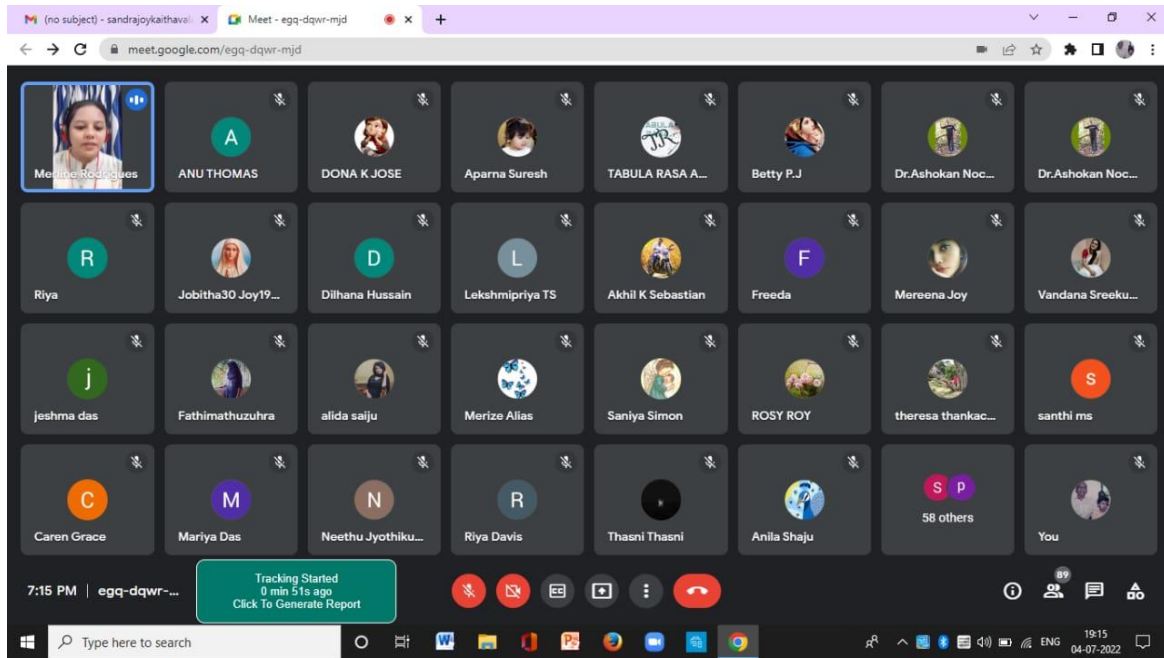 (no subject) - sandrajoykaithaval
Meet - egq-dqwr-mjd
meet.google.com/egq-dqwr-mjd
Merline Rodrigues
A
ANU THOMAS
DONA K JOSE
Aparna Suresh
TABULA RASA A...
Betty P.J
Dr.Ashokan Noc...
Dr.Ashokan Noc...
R
Riya
Jobitha30 Joy19...
D
Dilhana Hussain
L
Lekshmipriya TS
Akhil K Sebastian
F
Freeda
Mereena Joy
Vandana Sreeku...
j
jeshma das
Fathimathuzuhra
alida saiju
Merize Alias
Saniya Simon
ROSY ROY
theresa thankac...
s
santhi ms
C
Caren Grace
M
Mariya Das
N
Neethu Jyothiku...
R
Riya Davis
Thasni Thasni
Anila Shaju
S P
58 others
You
7:15 PM | egq-dqwr-...
Tracking Started
0 min 51s ago
Click To Generate Report
CC
89
Type here to search
ENG
19:15
04-07-2022